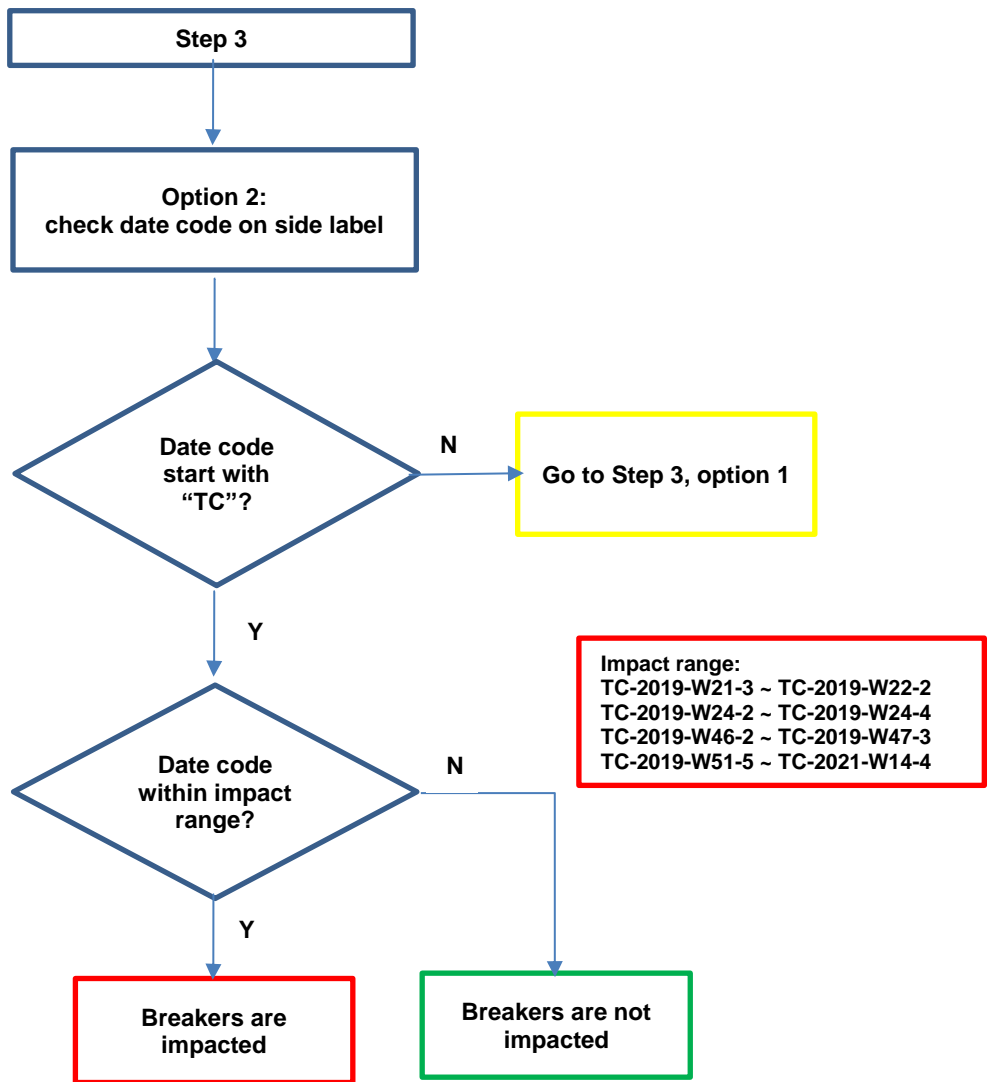 Step 3
Option 2:
check date code on side label
Date code
start with
“TC”?
N
Go to Step 3, option 1
Y
Impact range:
TC-2019-W21-3 ~ TC-2019-W22-2
TC-2019-W24-2 ~ TC-2019-W24-4
TC-2019-W46-2 ~ TC-2019-W47-3
TC-2019-W51-5 ~ TC-2021-W14-4
Date code
within impact
range?
N
Y
Breakers are
impacted
Breakers are not
impacted